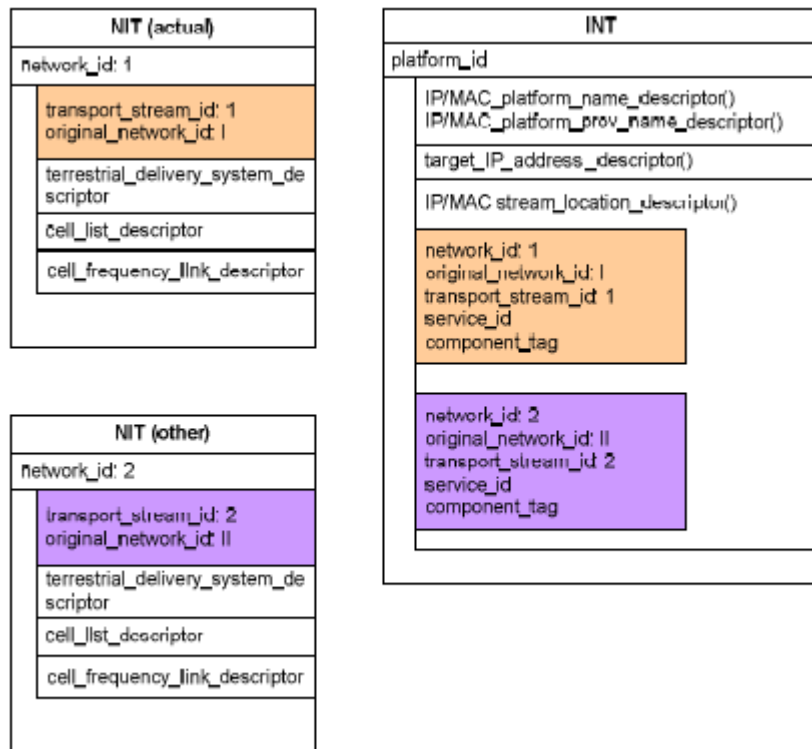 NIT (actual)
network_id: 1
transport_stream_id: 1
original_network_id: I
terrestrial_delivery_system_de
scriptor
cell_list_descriptor
cell_frequency_link_descriptor
NIT (other)
network_id: 2
transport_stream_id: 2
original_network_id: II
terrestrial_delivery_system_de
scriptor
cell_list_descriptor
cell_frequency_link_descriptor
INT
platform_id
IP/MAC_platform_name_descriptor()
IP/MAC_platform_prov_name_descriptor()
target_IP_address_descriptor()
IP/MAC stream_location_descriptor()
network_id: 1
original_network_id: I
transport_stream_id: 1
service_id
component_tag
network_id: 2
original_network_id: II
transport_stream_id: 2
service_id
component_tag